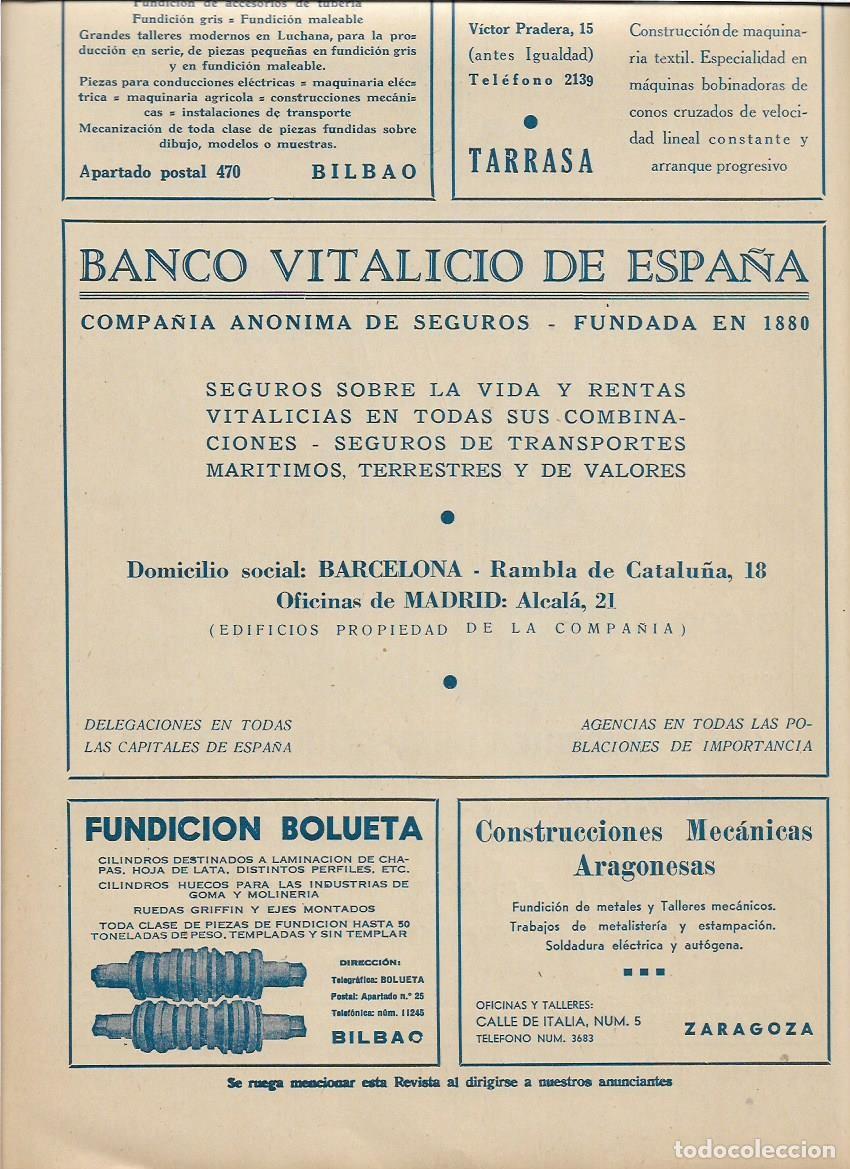 Fundición de accesorios de tubería
Fundición gris = Fundición maleable
Grandes talleres modernos en Luchana, para la pro-
ducción en serie, de piezas pequeñas en fundición gris
y en fundición maleable.
Piezas para conducciones eléctricas = maquinaria eléc=
trica = maquinaria agrícola = construcciones mecáni=
cas = instalaciones de transporte
Mecanización de toda clase de piezas fundidas sobre
dibujo, modelos o muestras.
Apartado postal 470 BILBAO
Víctor Pradera, 15
(antes Igualdad)
Teléfono 2139
TARRASA
Construcción de maquina-
ria textil. Especialidad en
máquinas bobinadoras de
conos cruzados de veloci-
dad lineal constante y
arranque progresivo
BANCO VITALICIO DE ESPAÑA
COMPAÑIA ANONIMA DE SEGUROS - FUNDADA EN 1880
SEGUROS SOBRE LA VIDA Y RENTAS
VITALICIAS EN TODAS SUS COMBINA-
CIONES - SEGUROS DE TRANSPORTES
MARITIMOS, TERRESTRES Y DE VALORES
Domicilio social: BARCELONA - Rambla de Cataluña, 18
Oficinas de MADRID: Alcalá, 21
(EDIFICIOS PROPIEDAD DE LA COMPAÑIA)
DELEGACIONES EN TODAS
LAS CAPITALES DE ESPAÑA
AGENCIAS EN TODAS LAS PO-
BLACIONES DE IMPORTANCIA
FUNDICION BOLUETA
CILINDROS DESTINADOS A LAMINACION DE CHA-
PAS, HOJA DE LATA, DISTINTOS PERFILES, ETC.
CILINDROS HUECOS PARA LAS INDUSTRIAS DE
GOMA Y MOLINERIA
RUEDAS GRIFFIN Y EJES MONTADOS
TODA CLASE DE PIEZAS DE FUNDICION HASTA 50
TONELADAS DE PESO, TEMPLADAS Y SIN TEMPLAR
DIRECCIÓN:
Telegráfica: BOLUETA
Postal: Apartado n.º 25
Telefónica: núm. 11245
BILBAO
Construcciones Mecánicas
Aragonesas
Fundición de metales y Talleres mecánicos.
Trabajos de metalistería y estampación.
Soldadura eléctrica y autógena.
OFICINAS Y TALLERES:
CALLE DE ITALIA, NUM. 5
TELEFONO NUM. 3683
ZARAGOZA
Se ruega mencionar esta Revista al dirigirse a nuestros anunciantes
todocoleccion